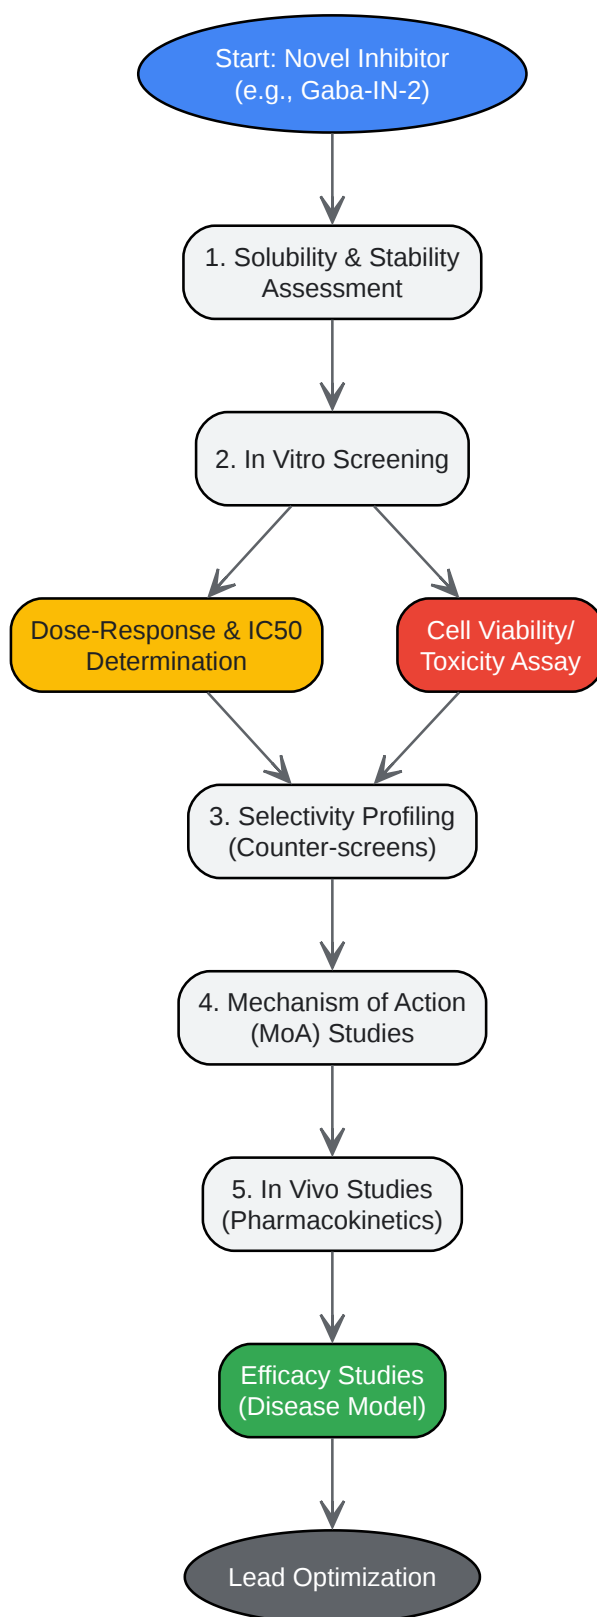 Start: Novel Inhibitor
(e.g., Gaba-IN-2)
1. Solubility & Stability
Assessment
2. In Vitro Screening
Dose-Response & IC50
Determination
Cell Viability/
Toxicity Assay
3. Selectivity Profiling
(Counter-screens)
4. Mechanism of Action
(MoA) Studies
5. In Vivo Studies
(Pharmacokinetics)
Efficacy Studies
(Disease Model)
Lead Optimization